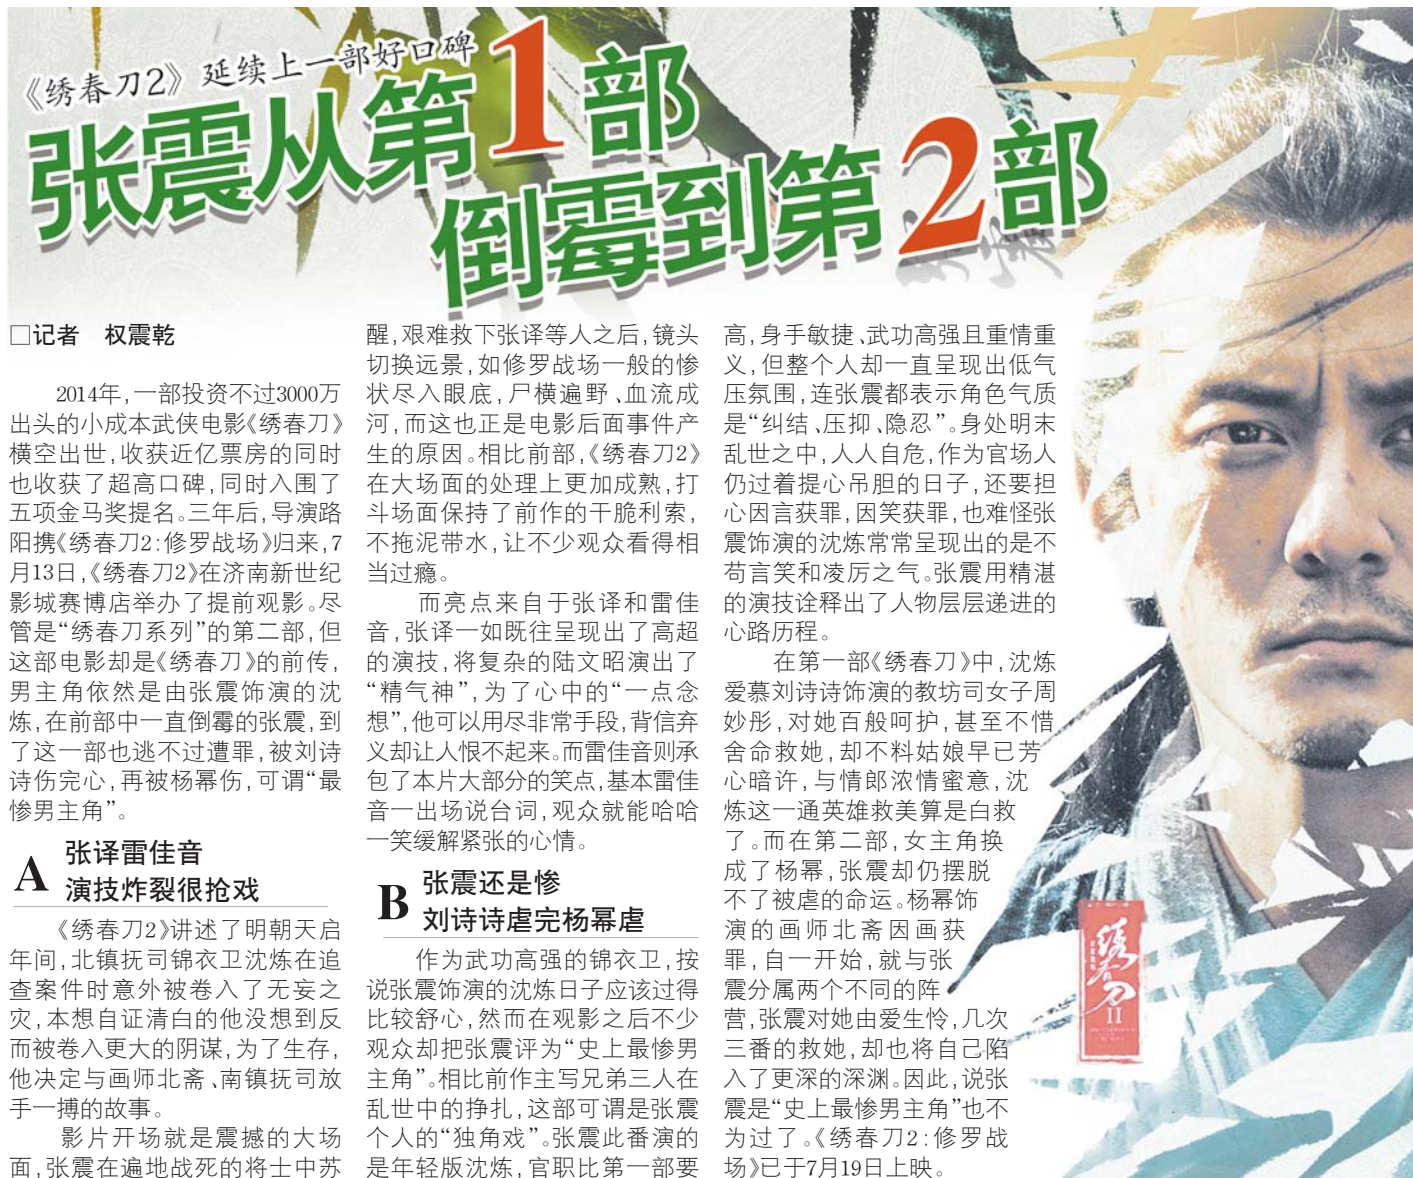 《绣春刀2》延续上一部好口碑
张震从第1部
倒霉到第2部
□记者 权震乾
2014年,一部投资不过3000万
出头的小成本武侠电影《绣春刀》
横空出世,收获近亿票房的同时
也收获了超高口碑,同时入围了
五项金马奖提名。三年后,导演路
阳携《绣春刀2:修罗战场》归来,7
月13日,《绣春刀2》在济南新世纪
影城赛博店举办了提前观影。尽
管是“绣春刀系列”的第二部,但
这部电影却是《绣春刀》的前传,
男主角依然是由张震饰演的沈
炼,在前部中一直倒霉的张震,到
了这一部也逃不过遭罪,被刘诗
诗伤完心,再被杨幂伤,可谓“最
惨男主角”。
A 张译雷佳音
演技炸裂很抢戏
《绣春刀2》讲述了明朝天启
年间,北镇抚司锦衣卫沈炼在追
查案件时意外被卷入了无妄之
灾,本想自证清白的他没想到反
而被卷入更大的阴谋,为了生存,
他决定与画师北斋、南镇抚司放
手一搏的故事。
影片开场就是震撼的大场
面,张震在遍地战死的将士中苏
醒,艰难救下张译等人之后,镜头
切换远景,如修罗战场一般的惨
状尽入眼底,尸横遍野、血流成
河,而这也正是电影后面事件产
生的原因。相比前部,《绣春刀2》
在大场面的处理上更加成熟,打
斗场面保持了前作的干脆利索,
不拖泥带水,让不少观众看得相
当过瘾。
而亮点来自于张译和雷佳
音,张译一如既往呈现出了高超
的演技,将复杂的陆文昭演出了
“精气神”,为了心中的“一点念
想”,他可以用尽非常手段,背信弃
义却让人恨不起来。而雷佳音则承
包了本片大部分的笑点,基本雷佳
音一出场说台词,观众就能哈哈
一笑缓解紧张的心情。
B 张震还是惨
刘诗诗虐完杨幂虐
作为武功高强的锦衣卫,按
说张震饰演的沈炼日子应该过得
比较舒心,然而在观影之后不少
观众却把张震评为“史上最惨男
主角”。相比前作主写兄弟三人在
乱世中的挣扎,这部可谓是张震
个人的“独角戏”。张震此番演的
是年轻版沈炼,官职比第一部要
高,身手敏捷、武功高强且重情重
义,但整个人却一直呈现出低气
压氛围,连张震都表示角色气质
是“纠结、压抑、隐忍”。身处明末
乱世之中,人人自危,作为官场人
仍过着提心吊胆的日子,还要担
心因言获罪,因笑获罪,也难怪张
震饰演的沈炼常常呈现出的是不
苟言笑和凌厉之气。张震用精湛
的演技诠释出了人物层层递进的
心路历程。
在第一部《绣春刀》中,沈炼
爱慕刘诗诗饰演的教坊司女子周
妙彤,对她百般呵护,甚至不惜
舍命救她,却不料姑娘早已芳
心暗许,与情郎浓情蜜意,沈
炼这一通英雄救美算是白救
了。而在第二部,女主角换
成了杨幂,张震却仍摆脱
不了被虐的命运。杨幂饰
演的画师北斋因画获
罪,自一开始,就与张
震分属两个不同的阵
营,张震对她由爱生怜,几次
三番的救她,却也将自己陷
入了更深的深渊。因此,说张
震是“史上最惨男主角”也不
为过了。《绣春刀2:修罗战
场》已于7月19日上映。
绣春刀
II